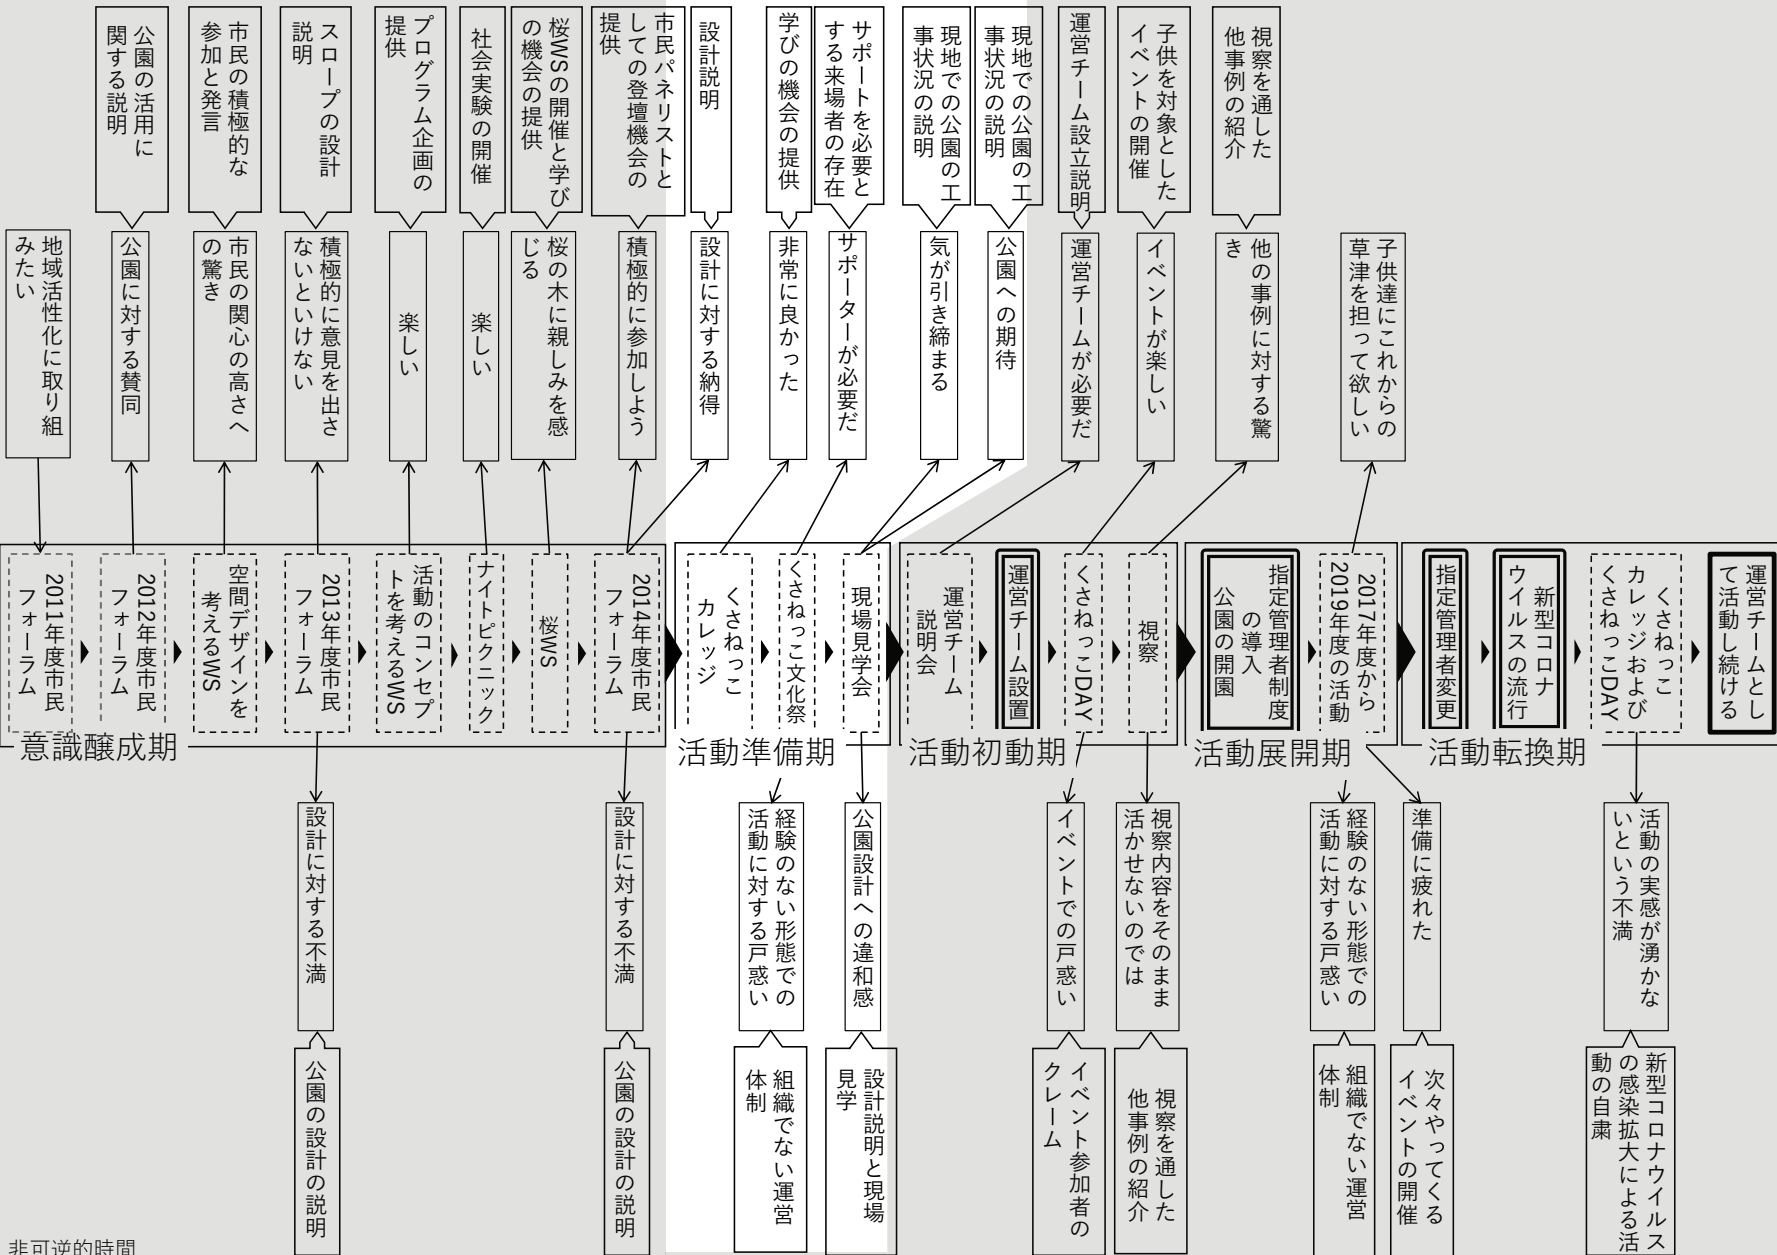 公園の活用に
関する説明
市民の積極的な
参加と発言
スロープの設計
説明
プログラム企画の
提供
社会実験の開催
桜WSの開催と学び
の機会の提供
市民パネリストと
しての登壇機会の
提供
設計説明
学びの機会の提供
サポートを必要と
する来場者の存在
現地での公園の工
事状況の説明
現地での公園の工
事状況の説明
運営チーム設立説明
子供を対象とした
イベントの開催
視察を通した
他事例の紹介
地域活性化に取り組
みたい
公園に対する賛同
市民の関心の高さへ
の驚き
積極的に意見を出さ
ないといけない
楽しい
楽しい
桜の木に親しみを感
じる
積極的に参加しよう
設計に対する納得
非常に良かった
サポーターが必要だ
気が引き締まる
公園への期待
運営チームが必要だ
イベントが楽しい
他の事例に対する驚
き
子供達にこれからの
草津を担って欲しい
2011年度市民
フォーラム
2012年度市民
フォーラム
空間デザインを
考えるWS
2013年度市民
フォーラム
活動のコンセプ
トを考えるWS
ナイトピクニック
桜WS
2014年度市民
フォーラム
くさねっこ
カレッジ
くさねっこ文化祭
現場見学会
運営チーム
説明会
運営チーム設置
くさねっこDAY
視察
指定管理者制度
の導入
公園の開園
2017年度から
2019年度の活動
指定管理者変更
新型コロナ
ウイルスの流行
くさねっこ
カレッジおよび
くさねっこDAY
運営チームとし
て活動し続ける
意識醸成期
活動準備期
活動初動期
活動展開期
活動転換期
設計に対する不満
設計に対する不満
経験のない形態での
活動に対する戸惑い
公園設計への違和感
イベントでの戸惑い
視察内容をそのまま
活かせないのでは
経験のない形態での
活動に対する戸惑い
準備に疲れた
活動の実感が湧かな
いという不満
公園の設計の説明
公園の設計の説明
組織でない運営
体制
設計説明と現場
見学
イベント参加者の
クレーム
視察を通した
他事例の紹介
組織でない運営
体制
次々やってくる
イベントの開催
新型コロナウイルス
の感染拡大による活
動の自粛
非可逆的時間